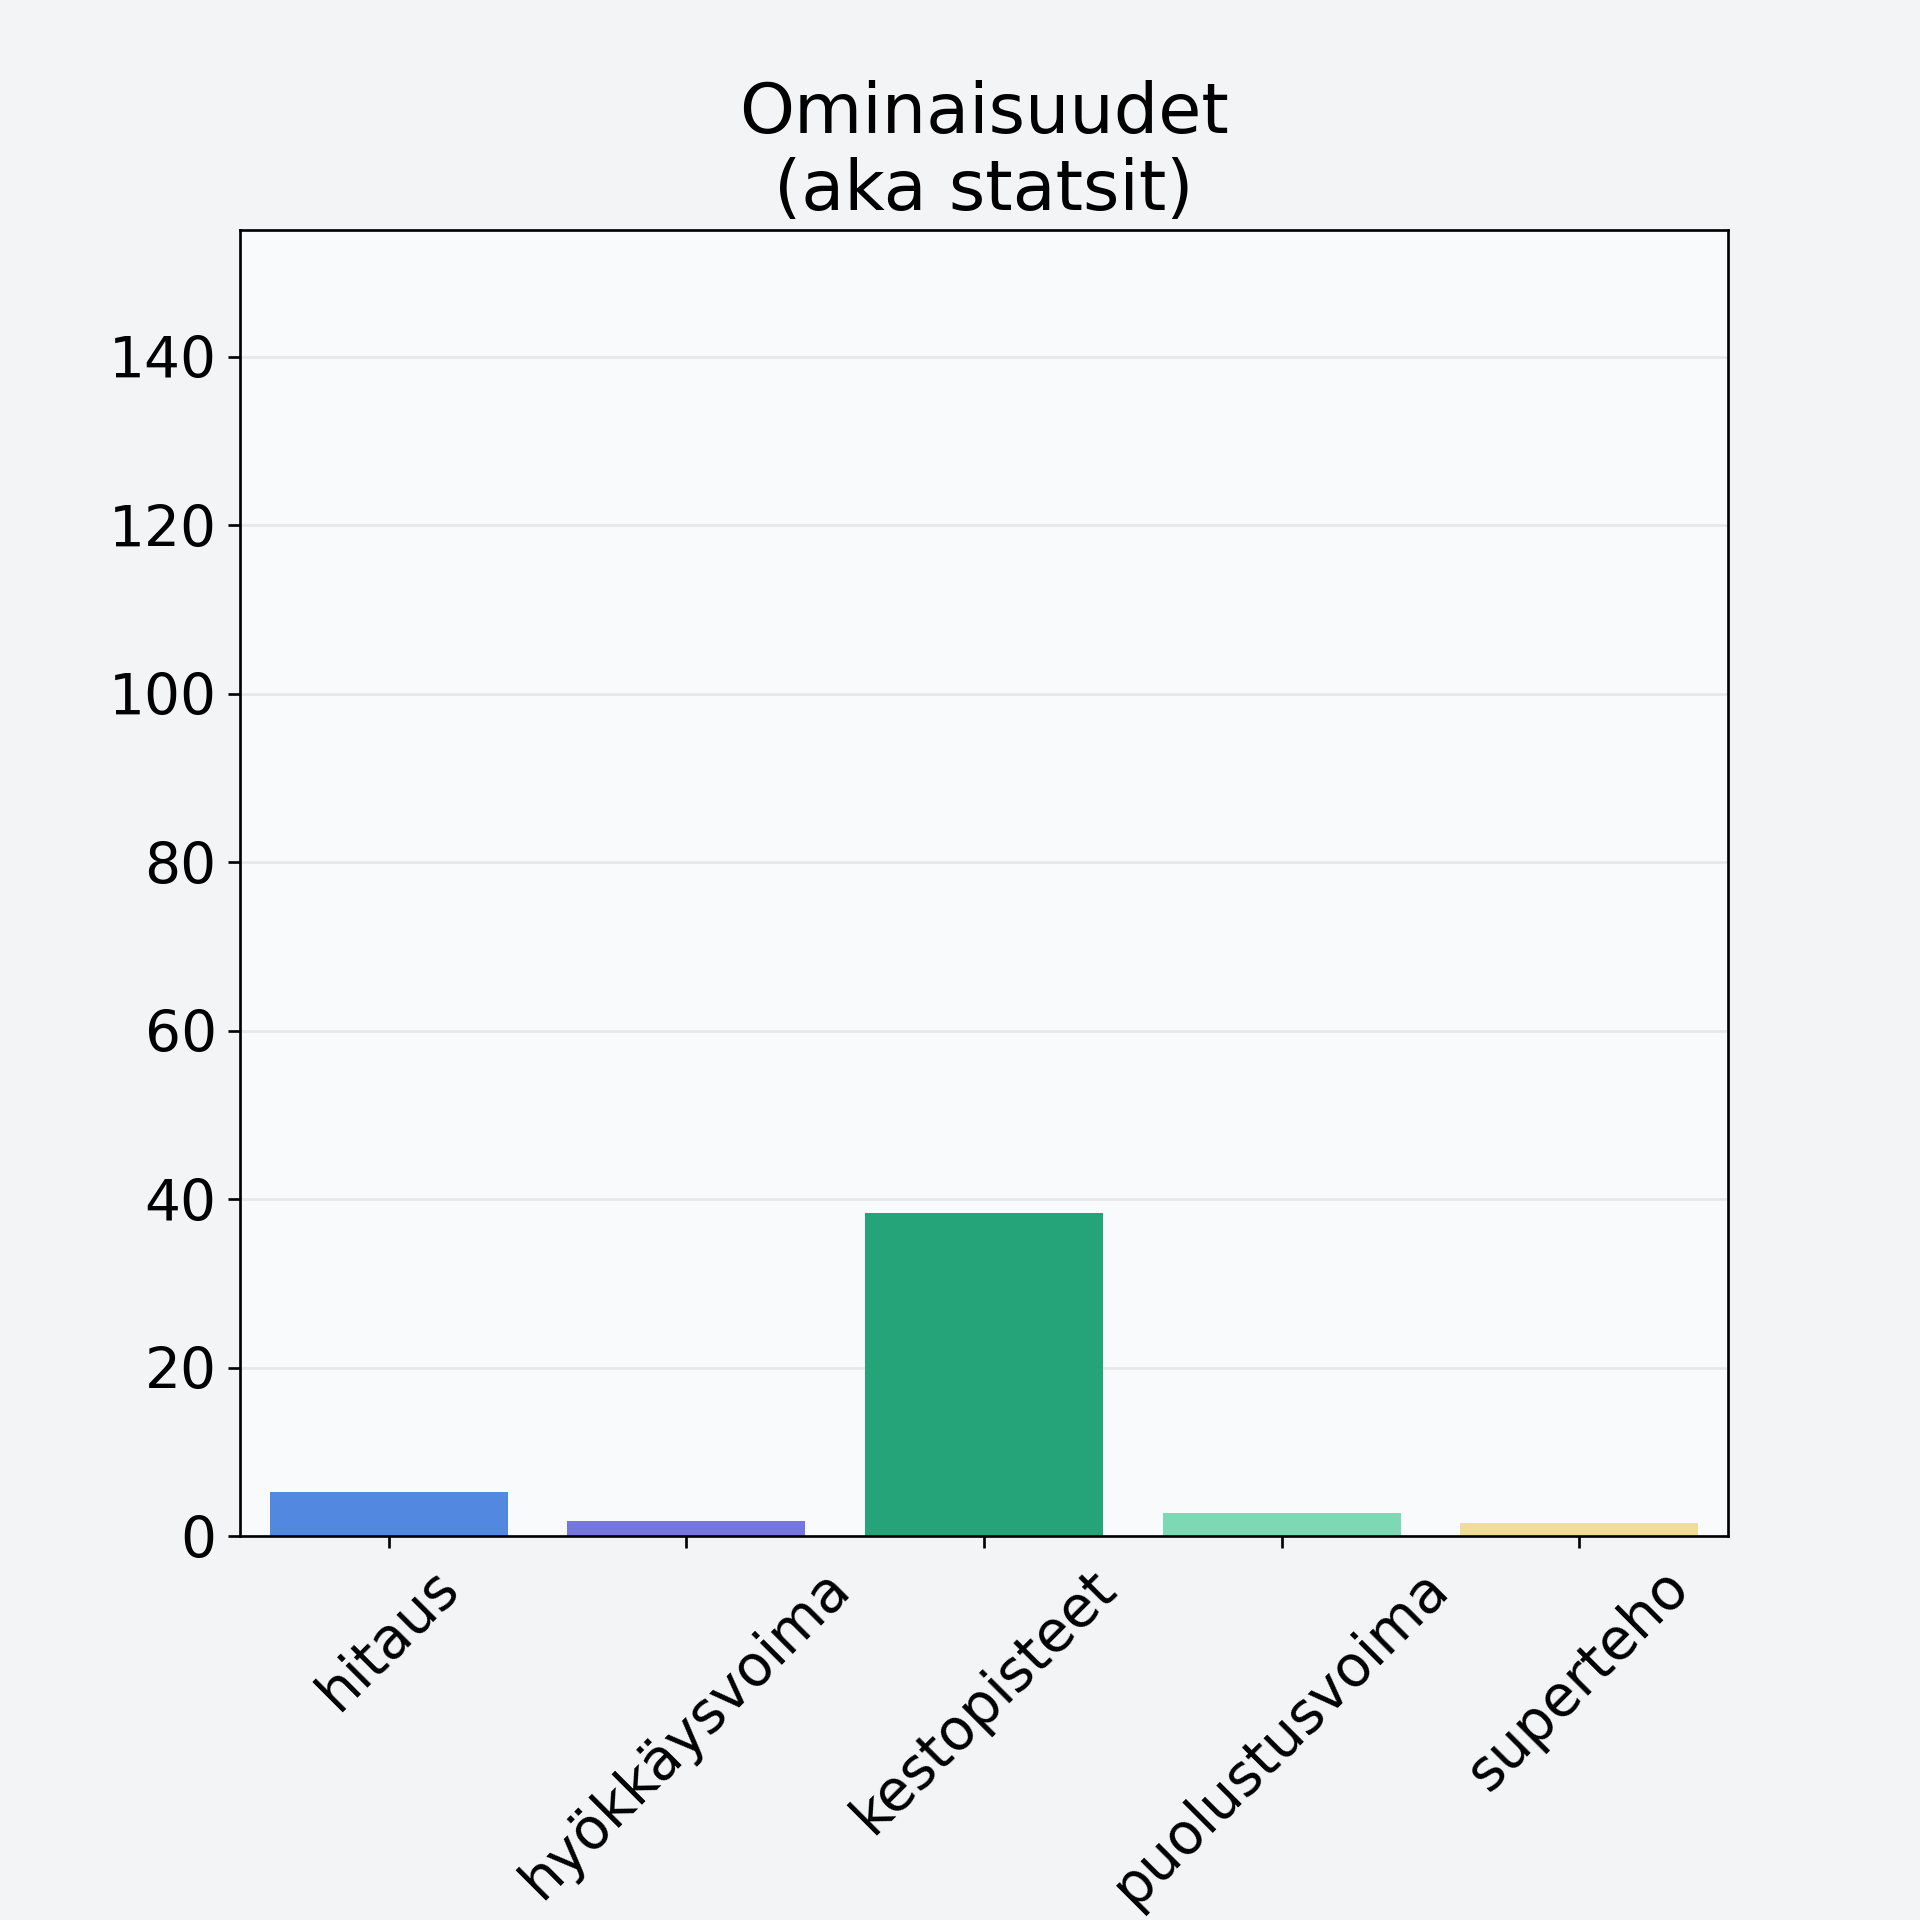 Ominaisuudet
(aka statsit)
140
120
100
80
60
40
20
0
hitaus
hyökkäysvoima
kestopisteet
puolustusvoima
superteho